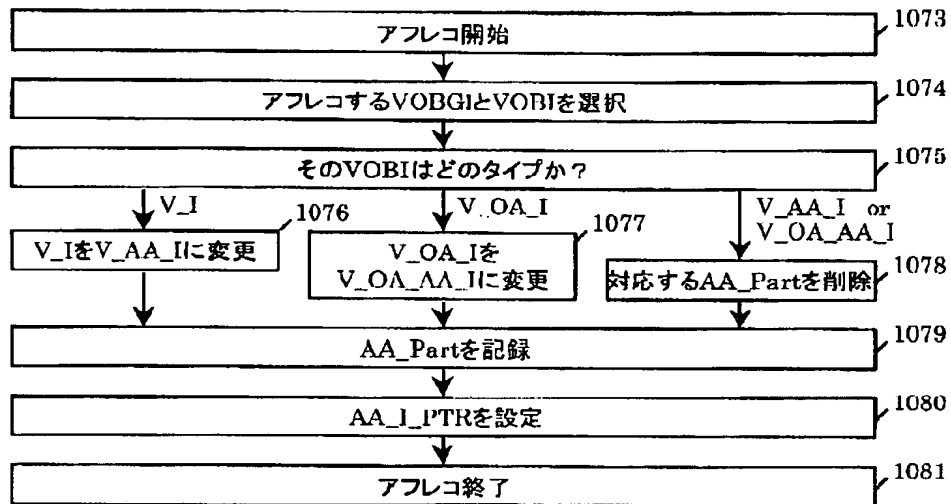 アフレコ開始
1073
アフレコするVOBGIとVOBIを選択
1074
そのVOBIはどのタイプか？
1075
V_I
V_OA_I
V_AA_I or
V_OA_AA_I
V_IをV_AA_Iに変更
1076
V_OA_Iを
V_OA_AA_Iに変更
1077
対応するAA_Partを削除
1078
AA_Partを記録
1079
AA_I_PTRを設定
1080
アフレコ終了
1081